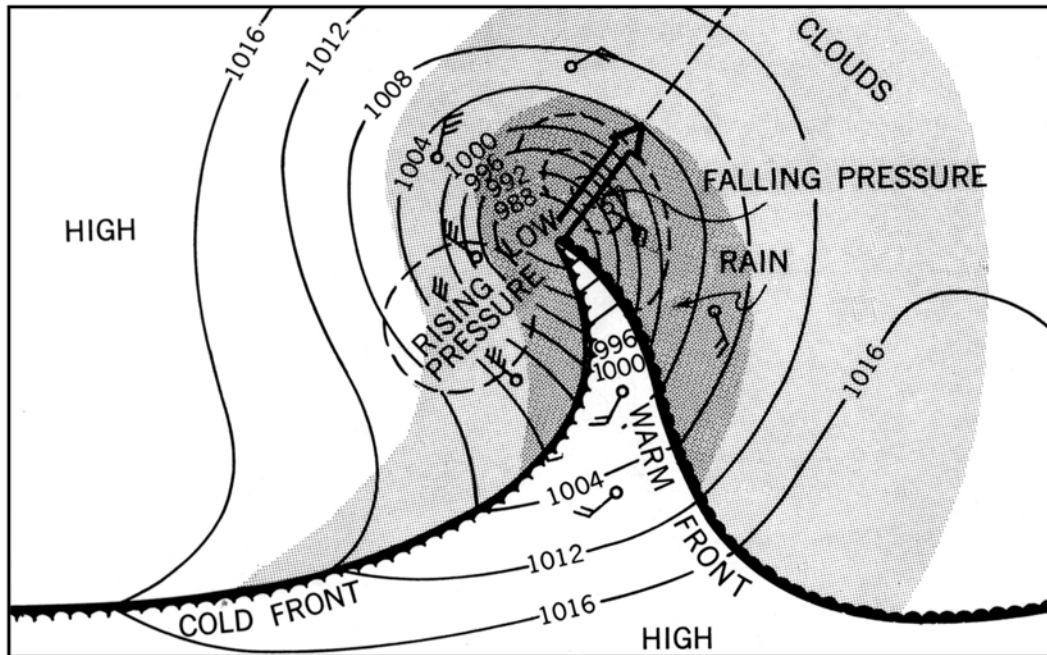 1016
1012
1008
1004
1000
996
992
988
LOW
CLOUDS
HIGH
FALLING PRESSURE
RAIN
RISING
PRESSURE
996
1000
1016
WARM
FRONT
1004
1012
1016
COLD FRONT
HIGH